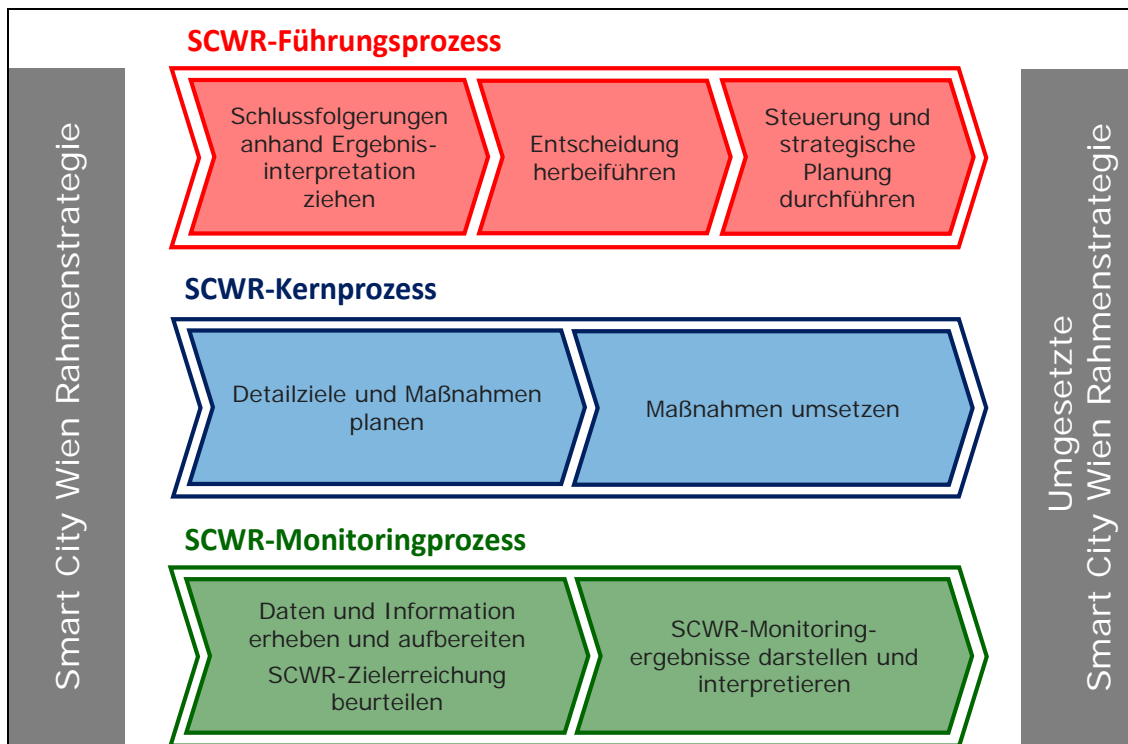 Smart City Wien Rahmenstrategie
SCWR-Führungsprozess
Schlussfolgerungen
anhand Ergebnis-
interpretation
ziehen
Entscheidung
herbeiführen
Steuerung und
strategische
Planung
durchführen
SCWR-Kernprozess
Detailziele und Maßnahmen
planen
Maßnahmen umsetzen
SCWR-Monitoringprozess
Daten und Information
erheben und aufbereiten
SCWR-Zielerreichung
beurteilen
SCWR-Monitoring-
ergebnisse darstellen und
interpretieren
Umgesetzte
Smart City Wien Rahmenstrategie